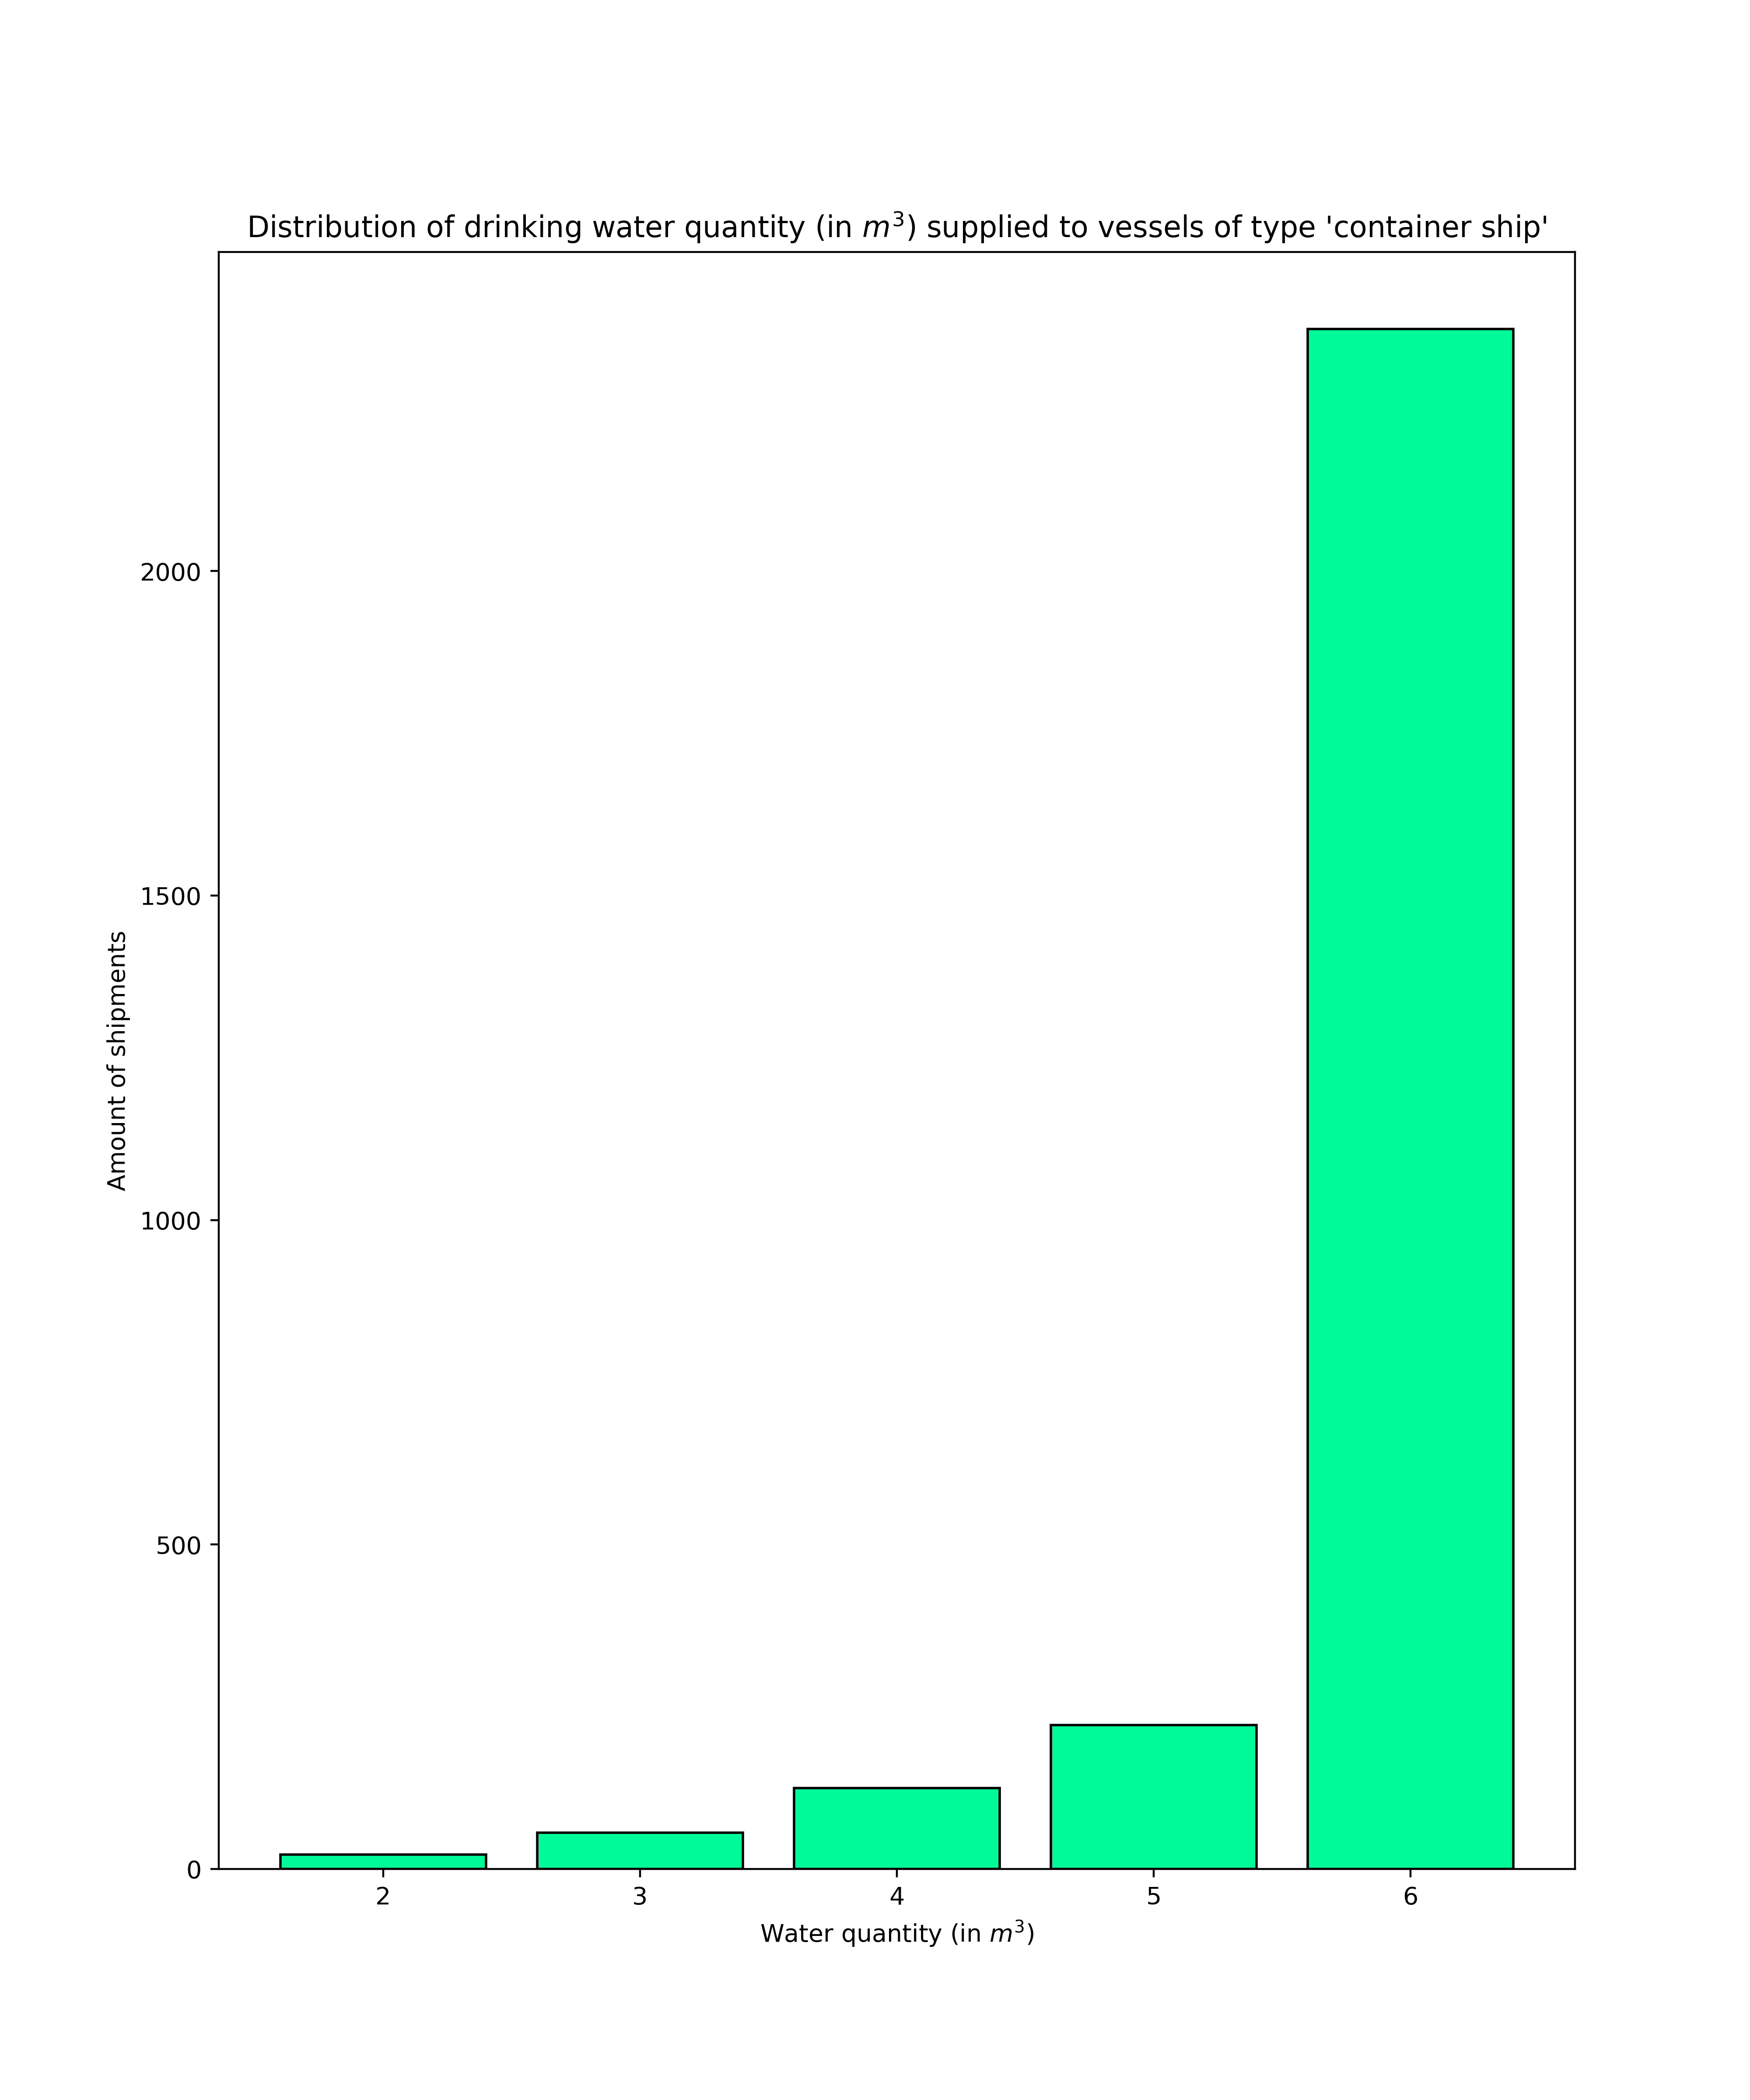 Distribution of drinking water quantity (in m³) supplied to vessels of type 'container ship'
2000
1500
1000
500
0
Amount of shipments
2 3 4 5 6
Water quantity (in m³)